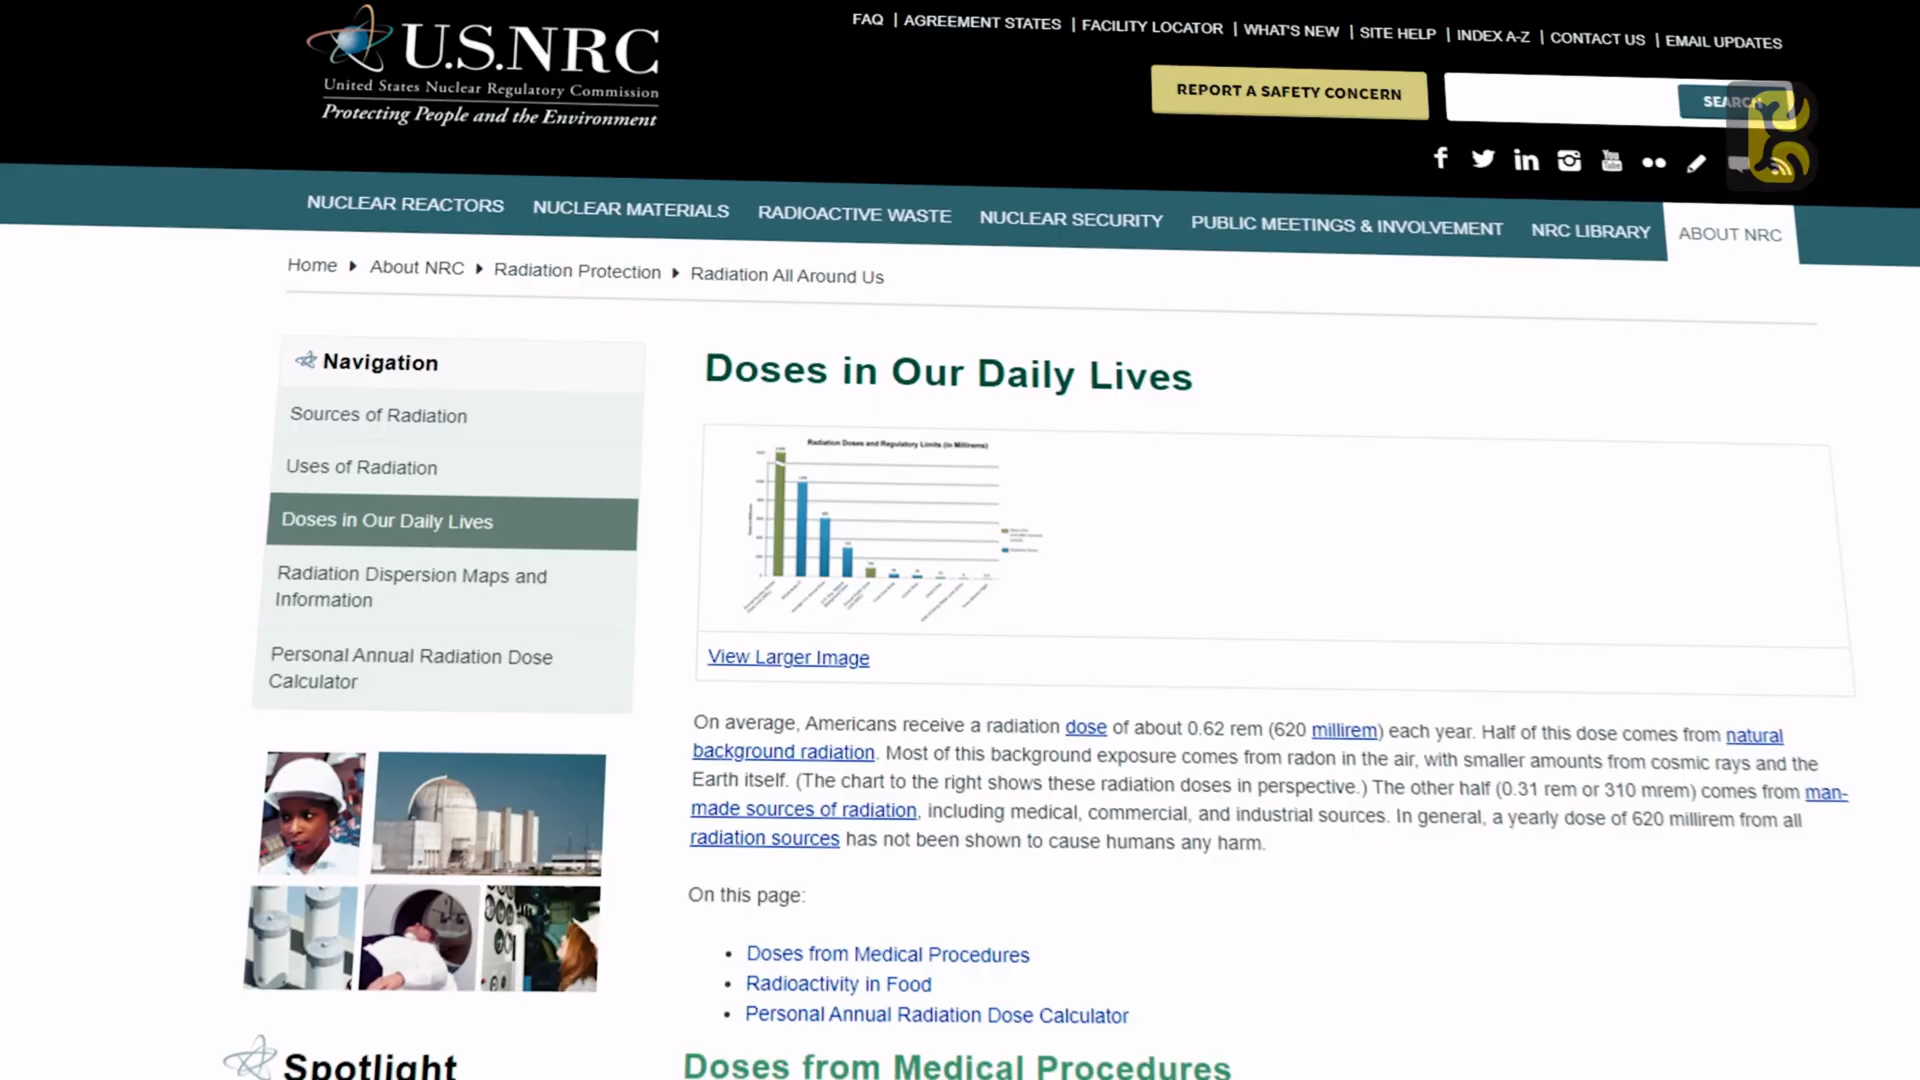 U.S.NRC
United States Nuclear Regulatory Commission
Protecting People and the Environment
FAQ | AGREEMENT STATES | FACILITY LOCATOR | WHAT'S NEW | SITE HELP | INDEX A-Z | CONTACT US | EMAIL UPDATES
REPORT A SAFETY CONCERN
SEARCH
NUCLEAR REACTORS NUCLEAR MATERIALS RADIOACTIVE WASTE NUCLEAR SECURITY PUBLIC MEETINGS & INVOLVEMENT NRC LIBRARY ABOUT NRC
Home About NRC Radiation Protection Radiation All Around Us
Navigation
Sources of Radiation
Uses of Radiation
Doses in Our Daily Lives
Radiation Dispersion Maps and
Information
Personal Annual Radiation Dose
Calculator
Spotlight
Doses in Our Daily Lives
Radiation Doses and Regulatory Limits (in Millirems)
View Larger Image
On average, Americans receive a radiation dose of about 0.62 rem (620 millirem) each year. Half of this dose comes from natural
background radiation. Most of this background exposure comes from radon in the air, with smaller amounts from cosmic rays and the
Earth itself. (The chart to the right shows these radiation doses in perspective.) The other half (0.31 rem or 310 mrem) comes from man-
made sources of radiation, including medical, commercial, and industrial sources. In general, a yearly dose of 620 millirem from all
radiation sources has not been shown to cause humans any harm.
On this page:
• Doses from Medical Procedures
• Radioactivity in Food
• Personal Annual Radiation Dose Calculator
Doses from Medical Procedures